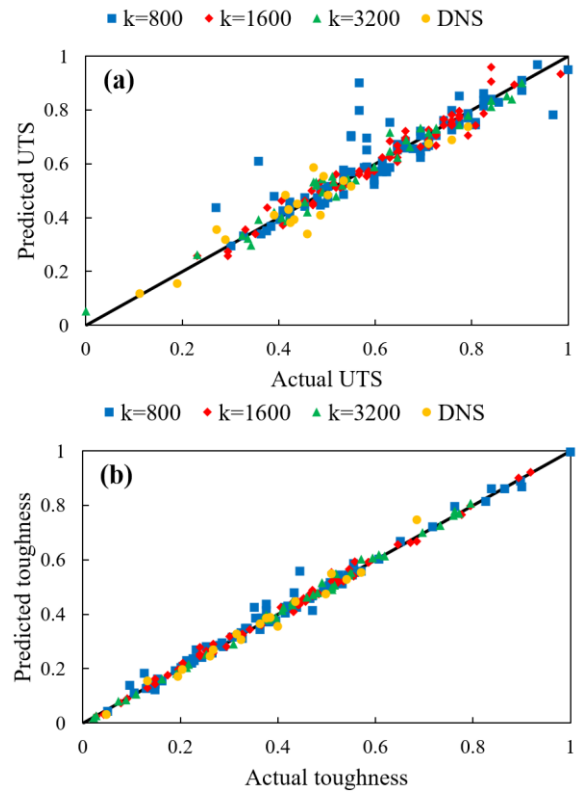 k=800 k=1600 k=3200 DNS
(a)
1
0.8
0.6
0.4
0.2
0
Predicted UTS
0 0.2 0.4 0.6 0.8 1
Actual UTS
k=800 k=1600 k=3200 DNS
(b)
1
0.8
0.6
0.4
0.2
0
Predicted toughness
0 0.2 0.4 0.6 0.8 1
Actual toughness